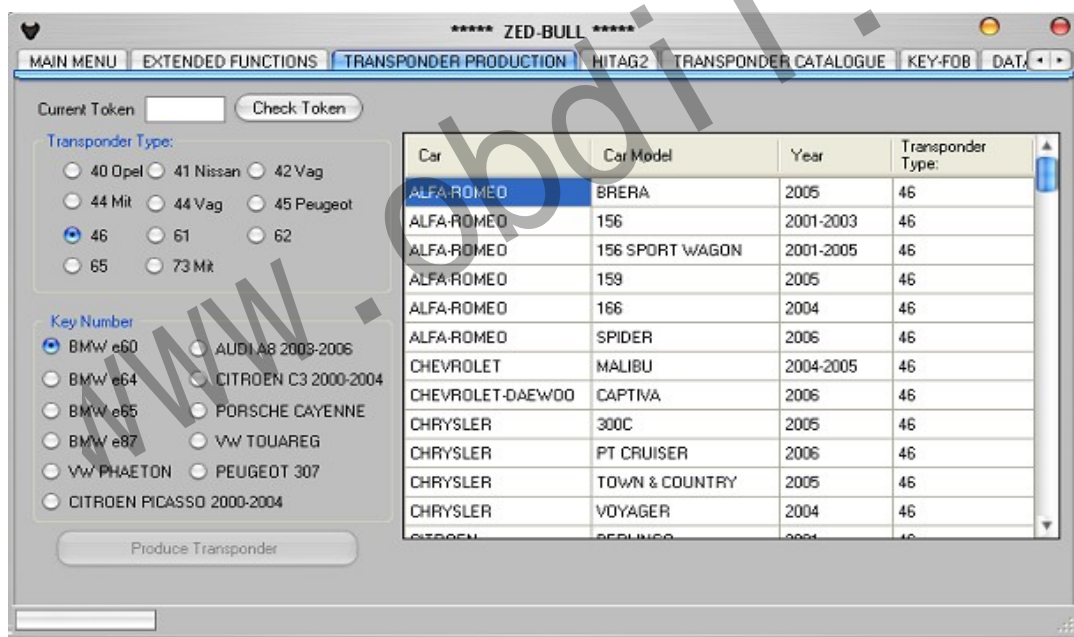 ***** ZED-BULL *****
MAIN MENU EXTENDED FUNCTIONS TRANSPONDER PRODUCTION HITAG2 TRANSPONDER CATALOGUE KEY-FOB DATA
Current Token Check Token
Transponder Type:
40 Opel 41 Nissan 42 Vag
44 Mit 44 Vag 45 Peugeot
46 61 62
65 73 Mit
Key Number
BMW e60 AUDI A8 2003-2006
BMW e64 CITROEN C3 2000-2004
BMW e65 PORSCHE CAYENNE
BMW e87 VW TOUAREG
VW PHAETON PEUGEOT 307
CITROEN PICASSO 2000-2004
Produce Transponder
Car Car Model Year Transponder Type:
ALFA-ROMEO BRERA 2005 46
ALFA-ROMEO 156 2001-2003 46
ALFA-ROMEO 156 SPORT WAGON 2001-2005 46
ALFA-ROMEO 159 2005 46
ALFA-ROMEO 166 2004 46
ALFA-ROMEO SPIDER 2006 46
CHEVROLET MALIBU 2004-2005 46
CHEVROLET-DAEWOO CAPTIVA 2006 46
CHRYSLER 300C 2005 46
CHRYSLER PT CRUISER 2006 46
CHRYSLER TOWN & COUNTRY 2005 46
CHRYSLER VOYAGER 2004 46
www.obdii.